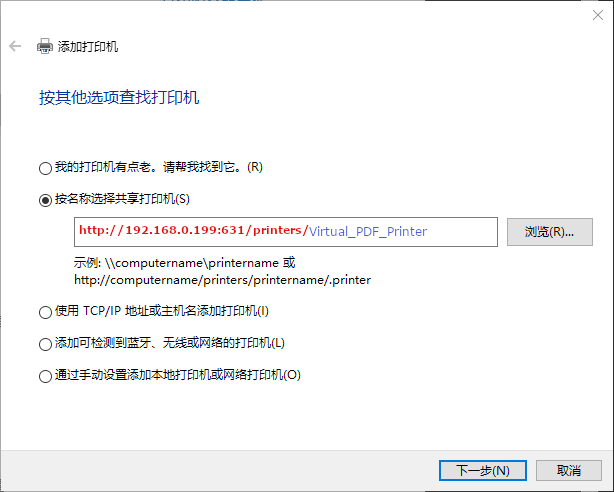 添加打印机
按其他选项查找打印机
我的打印机有点老。请帮我找到它。(R)
按名称选择共享打印机(S)
http://192.168.0.199:631/printers/Virtual_PDF_Printer
浏览(R)...
示例: \\computername\printername 或
http://computername/printers/printername/.printer
使用 TCP/IP 地址或主机名添加打印机(I)
添加可检测到蓝牙、无线或网络的打印机(L)
通过手动设置添加本地打印机或网络打印机(O)
下一步(N)
取消